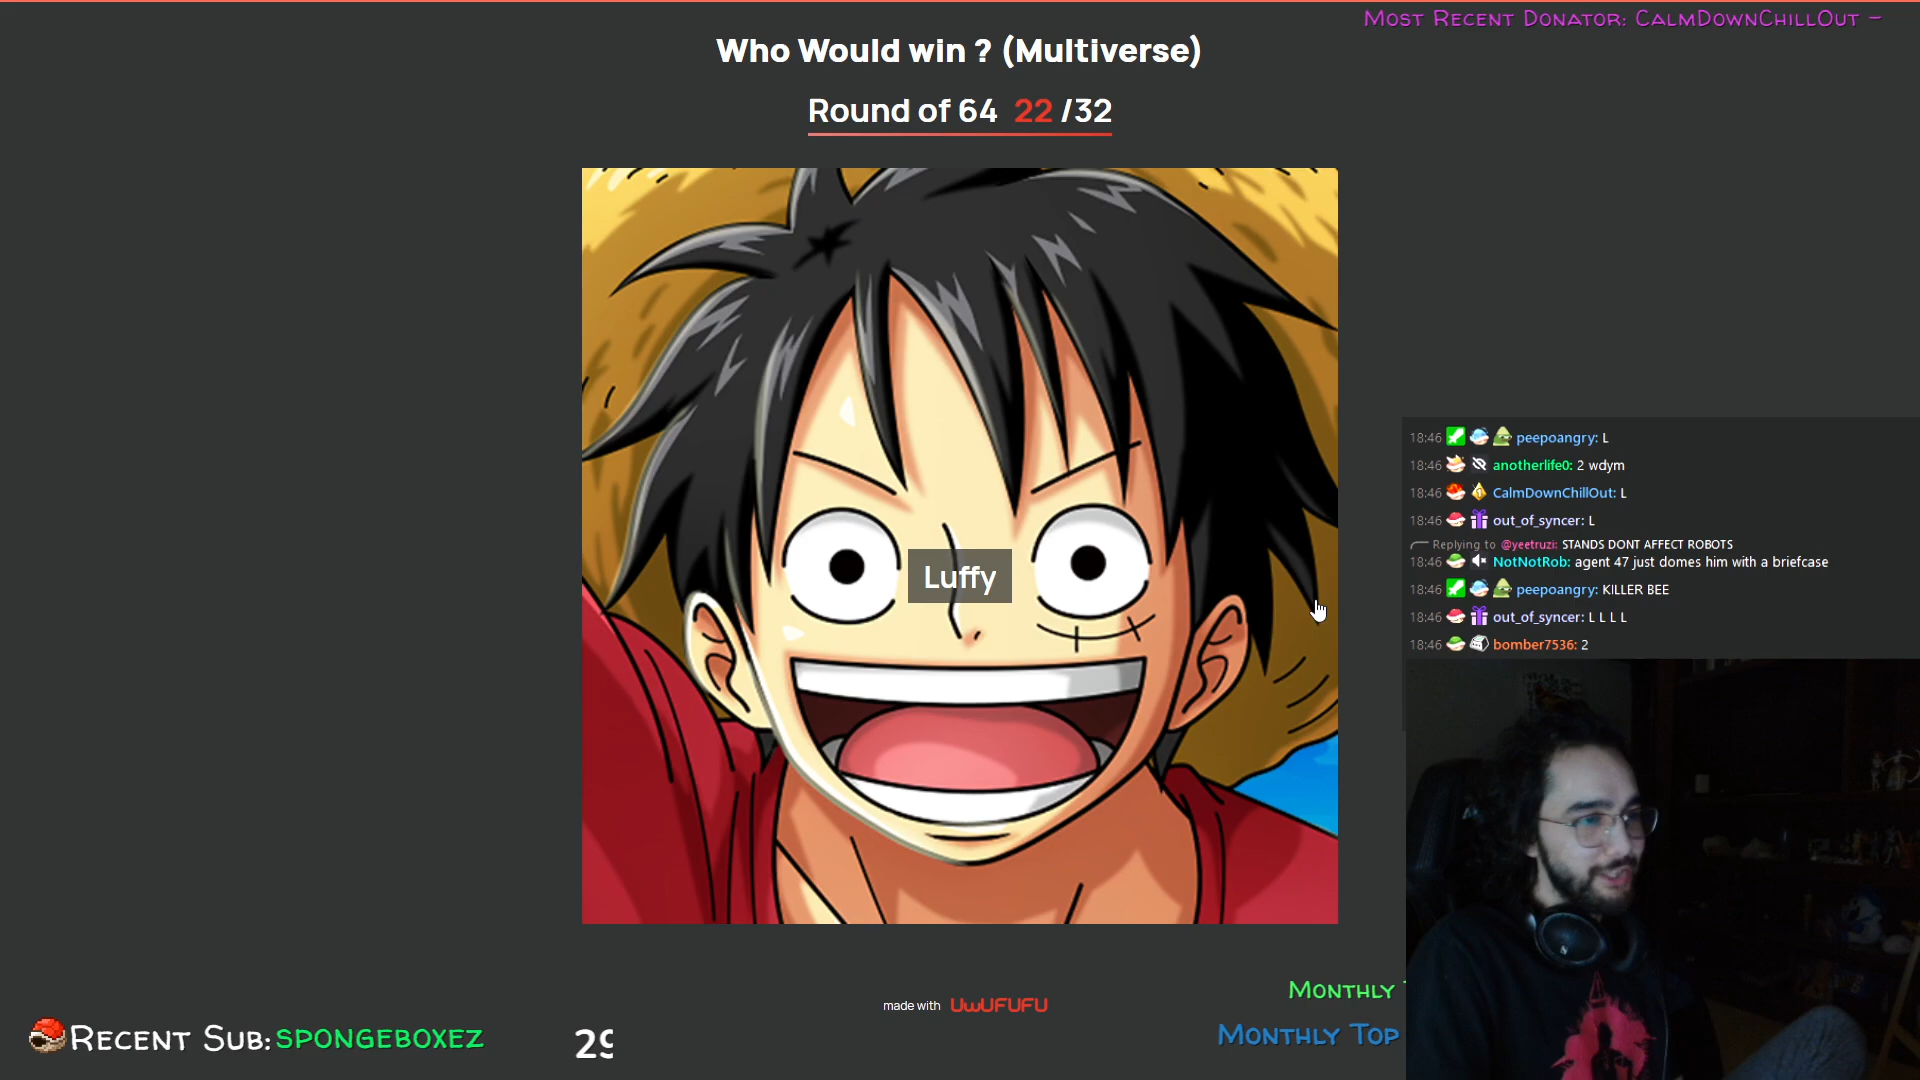 MOST RECENT DONATOR: CALMDOWNCHILLOUT -
Who Would win ? (Multiverse)
Round of 64 22 /32
Luffy
18:46 peepoangry: L
18:46 anotherlife0: 2 wdym
18:46 CalmDownChillOut: L
18:46 out_of_syncer: L
Replying to @yeetruzi: STANDS DONT AFFECT ROBOTS
18:46 NotNotRob: agent 47 just domes him with a briefcase
18:46 peepoangry: KILLER BEE
18:46 out_of_syncer: L L L L
18:46 bomber7536: 2
MONTHLY
made with UwUFUFU
RECENT SUB: SPONGEBOXEZ
29
MONTHLY TOP